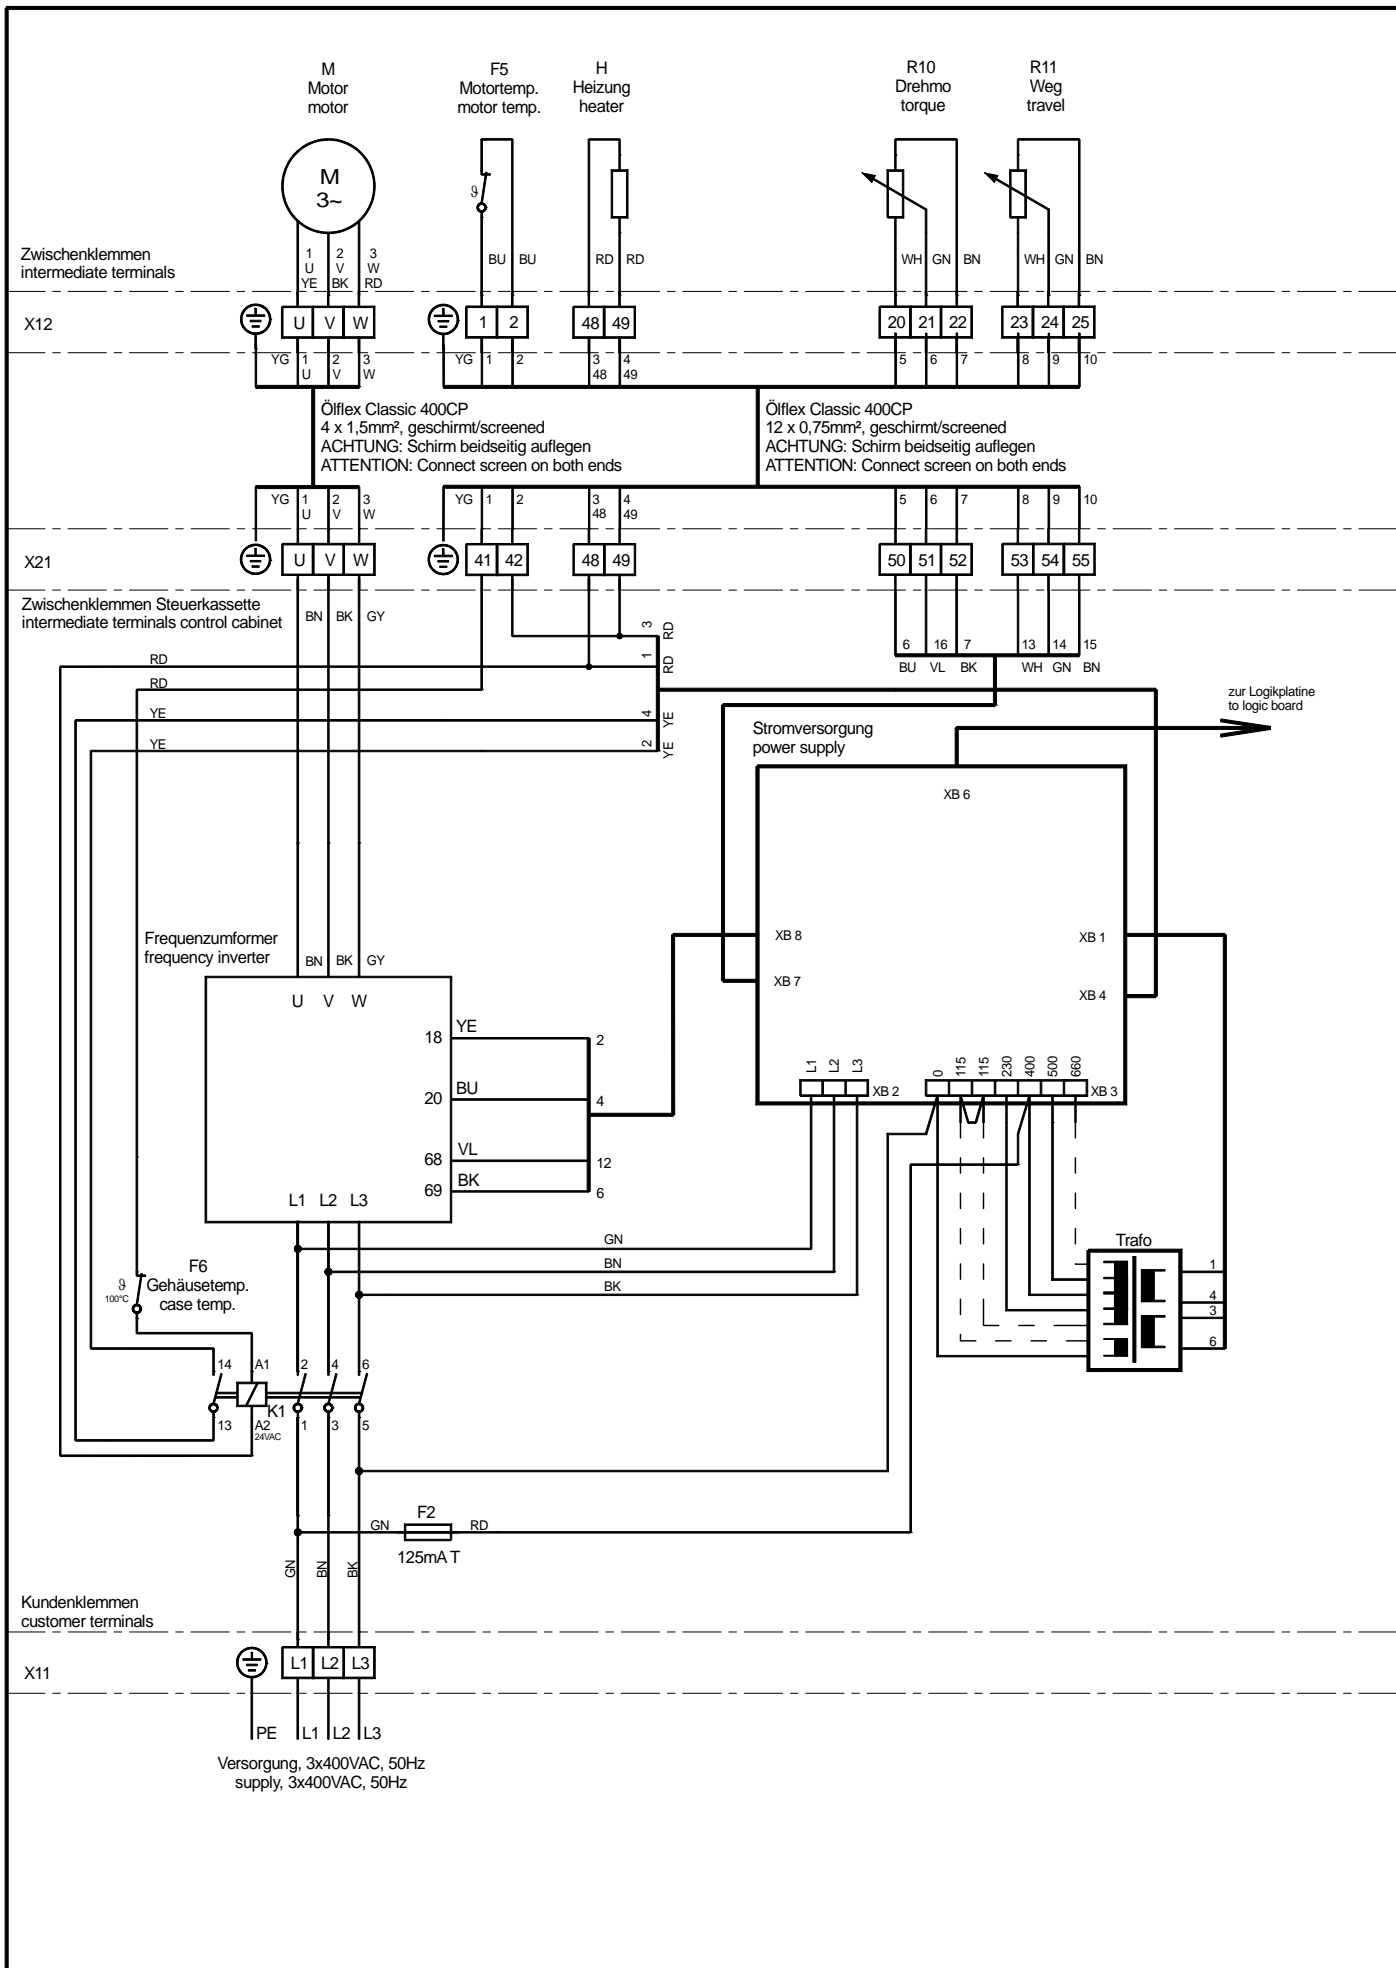 M
Motor
motor
F5
Motortemp.
motor temp.
H
Heizung
heater
R10
Drehmo
torque
R11
Weg
travel
M
3~
ϑ
Zwischenklemmen
intermediate terminals
1 2 3
U V W
YE BK RD
BU BU
RD RD
WH GN BN
WH GN BN
X12
U V W
1 2
48 49
20 21 22
23 24 25
YG 1 2 3
U V W
YG 1 2
3 4
48 49
5 6 7
8 9 10
Ölflex Classic 400CP
4 x 1,5mm², geschirmt/screened
ACHTUNG: Schirm beidseitig auflegen
ATTENTION: Connect screen on both ends
Ölflex Classic 400CP
12 x 0,75mm², geschirmt/screened
ACHTUNG: Schirm beidseitig auflegen
ATTENTION: Connect screen on both ends
YG 1 2 3
U V W
YG 1 2
3 4
48 49
5 6 7
8 9 10
X21
U V W
41 42
48 49
50 51 52
53 54 55
Zwischenklemmen Steuerkassette
intermediate terminals control cabinet
BN BK GY
3 RD
1 RD
4 YE
2 YE
RD
RD
YE
YE
6 16 7
BU VL BK
13 14 15
WH GN BN
zur Logikplatine
to logic board
Stromversorgung
power supply
XB 6
XB 8
XB 7
XB 1
XB 4
Frequenzumformer
frequency inverter
BN BK GY
U V W
18 YE 2
20 BU 4
68 VL 12
69 BK 6
L1 L2 L3
L1 L2 L3
XB 2
0 115 115 230 400 500 660
XB 3
GN
BN
BK
Trafo
1
4
3
6
F6
Gehäusetemp.
case temp.
ϑ
100°C
14 A1 2 4 6
K1
13 A2 1 3 5
24VAC
F2
GN RD
125mA T
GN BN BK
Kundenklemmen
customer terminals
X11
L1 L2 L3
PE L1 L2 L3
Versorgung, 3x400VAC, 50Hz
supply, 3x400VAC, 50Hz